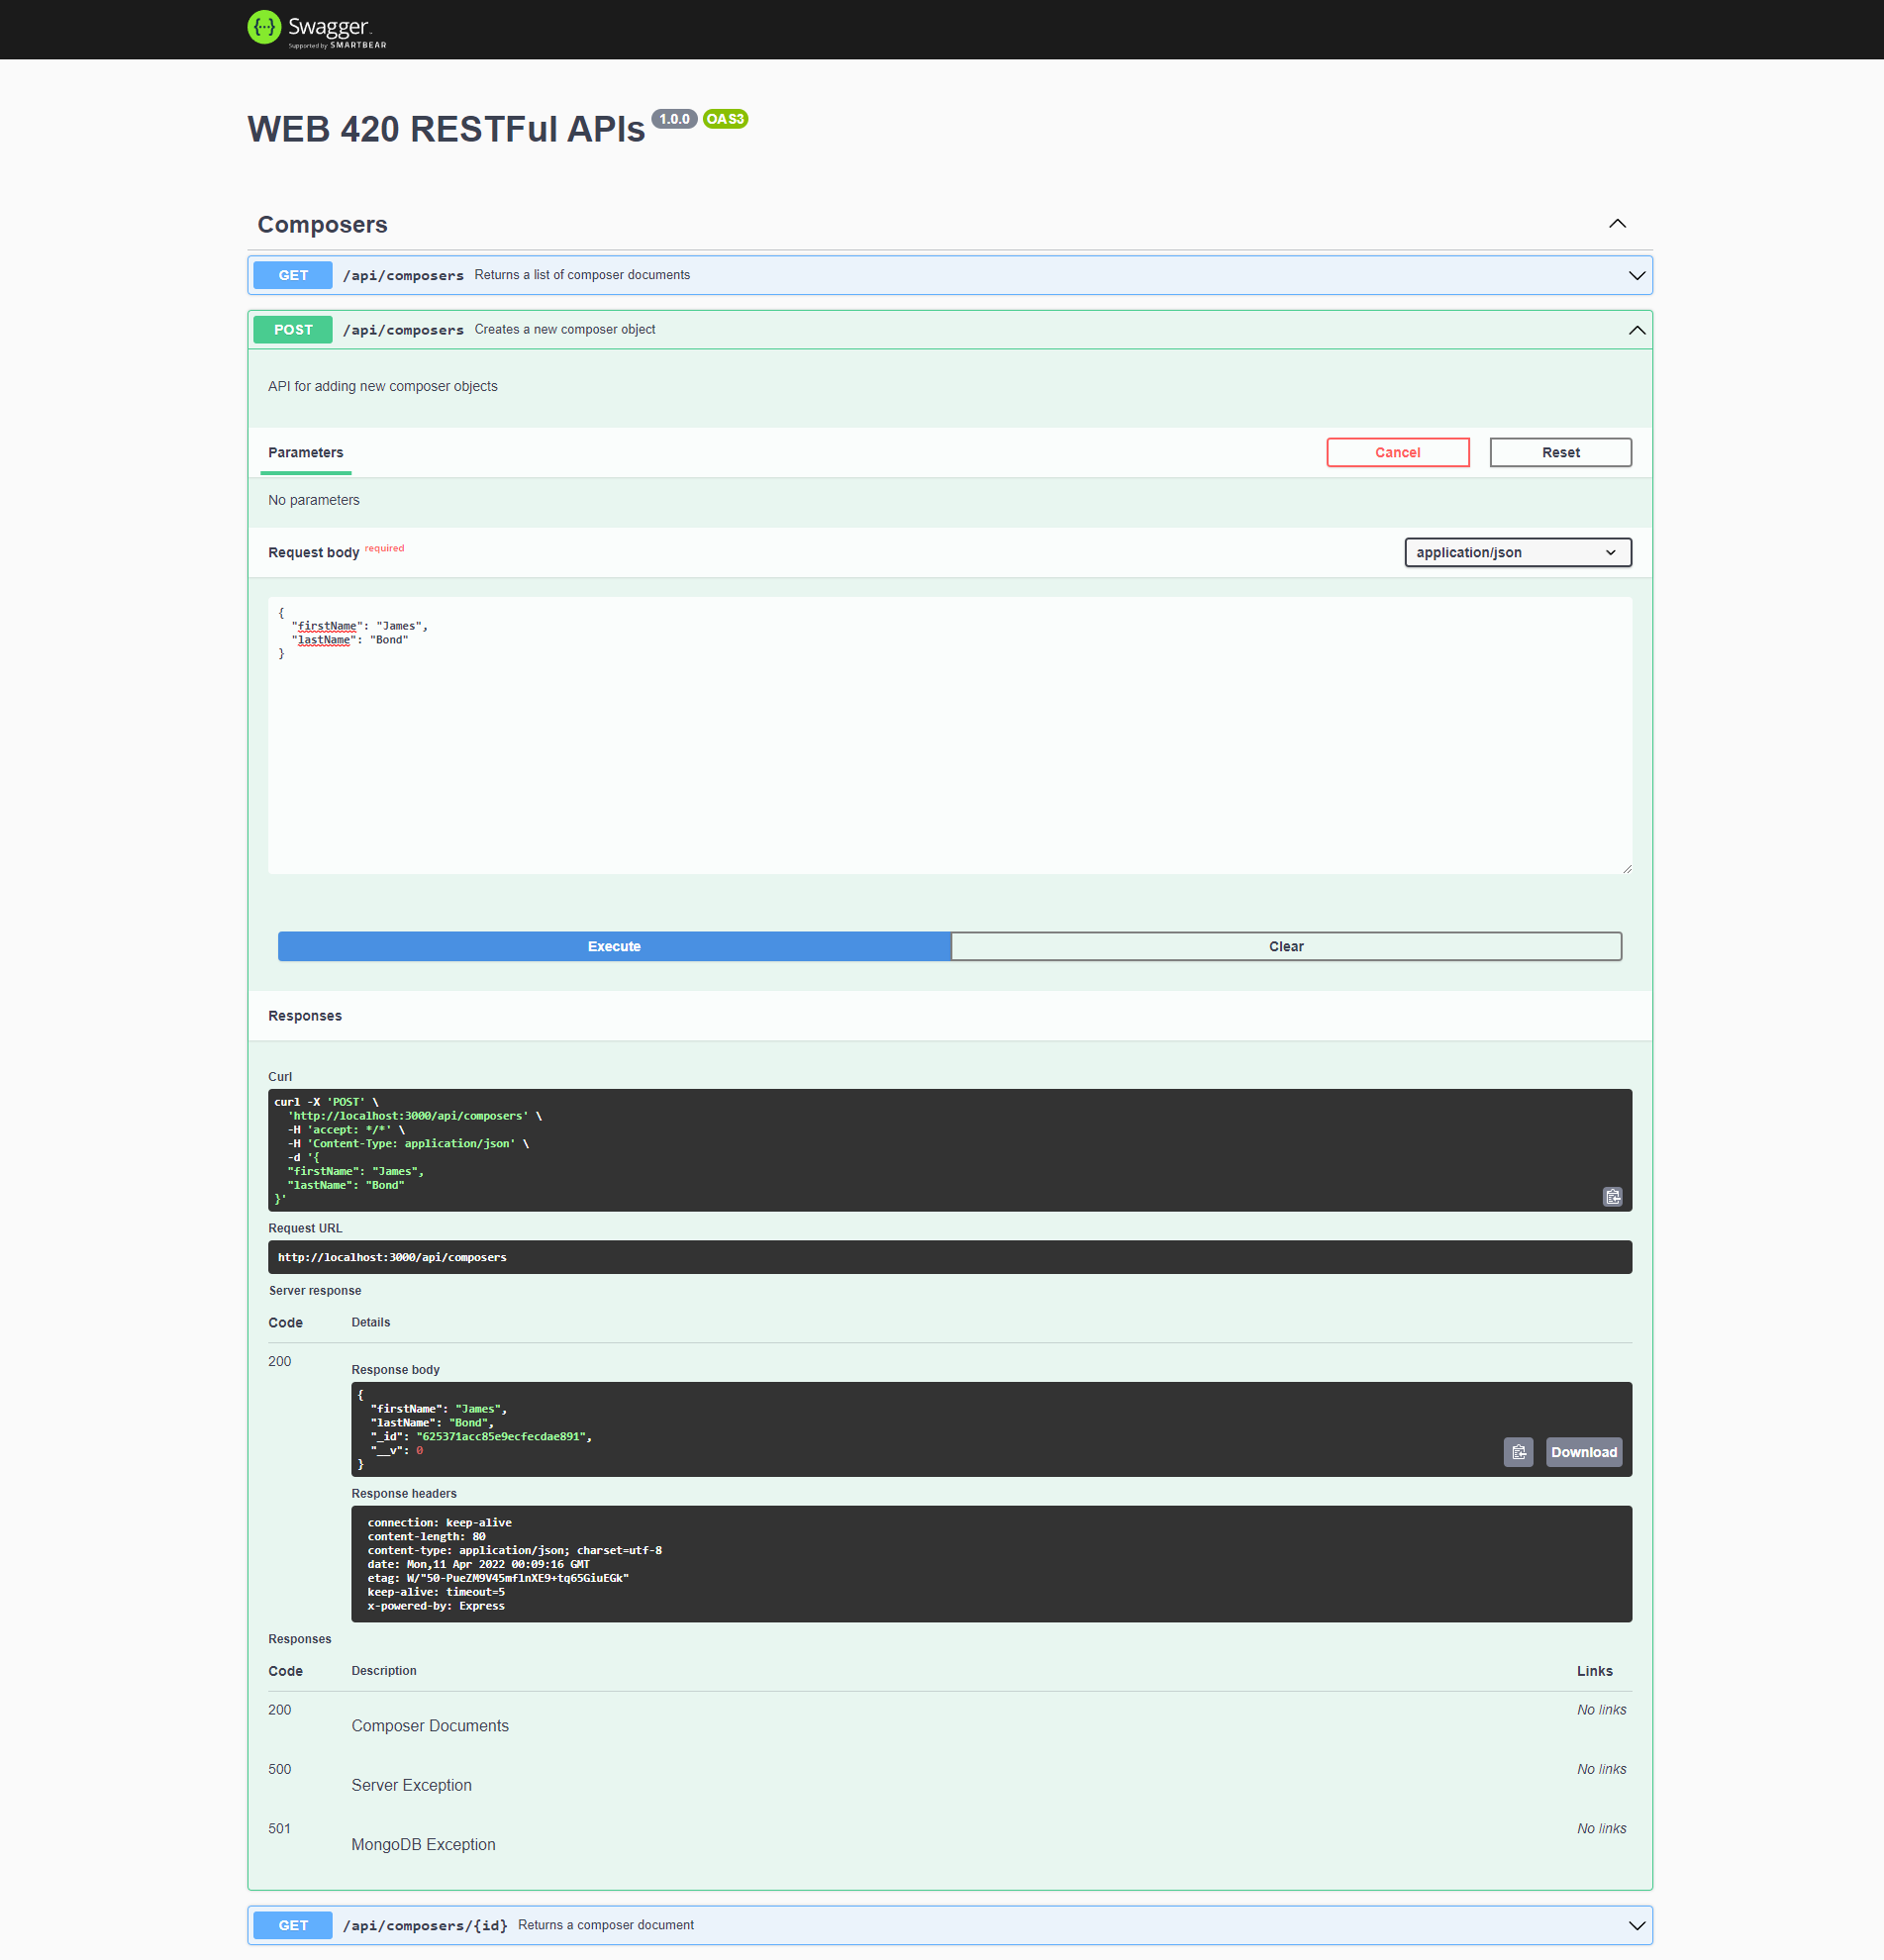 Swagger
Supported by SMARTBEAR
WEB 420 RESTFul APIs 1.0.0 OAS3
Composers
GET /api/composers Returns a list of composer documents
POST /api/composers Creates a new composer object
API for adding new composer objects
Parameters Cancel Reset
No parameters
Request body required application/json
{
"firstName": "James",
"lastName": "Bond"
}
Execute Clear
Responses
Curl
curl -X 'POST' \
'http://localhost:3000/api/composers' \
-H 'accept: */*' \
-H 'Content-Type: application/json' \
-d '{
"firstName": "James",
"lastName": "Bond"
}'
Request URL
http://localhost:3000/api/composers
Server response
Code Details
200
Response body
{
"firstName": "James",
"lastName": "Bond",
"_id": "625371acc85e9ecfecdae891",
"__v": 0
}
Download
Response headers
connection: keep-alive
content-length: 80
content-type: application/json; charset=utf-8
date: Mon,11 Apr 2022 00:09:16 GMT
etag: W/"50-PueZM9V45mf1nXE9+tq65GiuEGk"
keep-alive: timeout=5
x-powered-by: Express
Responses
Code Description Links
200 No links
Composer Documents
500 No links
Server Exception
501 No links
MongoDB Exception
GET /api/composers/{id} Returns a composer document